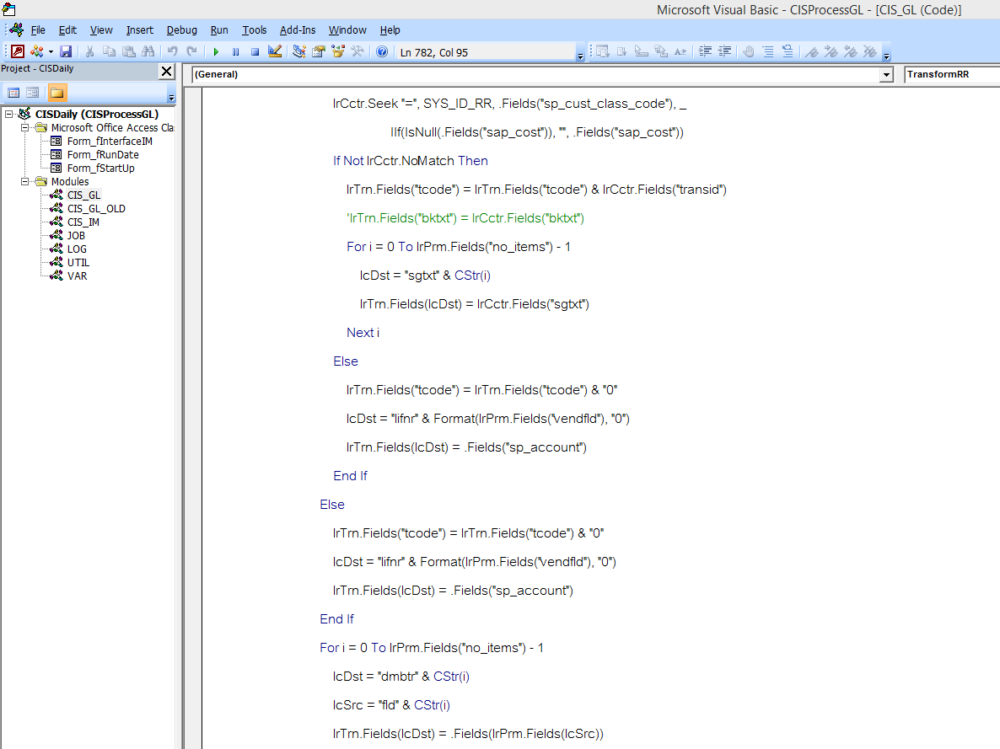 Microsoft Visual Basic - CISProcessGL - [CIS_GL (Code)]
File Edit View Insert Debug Run Tools Add-Ins Window Help
Ln 782, Col 95
Project - CISDaily
(General)
TransformRR
CISDaily (CISProcessGL)
Microsoft Office Access Cla
Form_fInterfaceIM
Form_fRunDate
Form_fStartUp
Modules
CIS_GL
CIS_GL_OLD
CIS_IM
JOB
LOG
UTIL
VAR
lrCctr.Seek "=", SYS_ID_RR, .Fields("sp_cust_class_code"), _
IIf(IsNull(.Fields("sap_cost")), "", .Fields("sap_cost"))
If Not lrCctr.NoMatch Then
lrTrn.Fields("tcode") = lrTrn.Fields("tcode") & lrCctr.Fields("transid")
'lrTrn.Fields("bktxt") = lrCctr.Fields("bktxt")
For i = 0 To lrPrm.Fields("no_items") - 1
lcDst = "sgtxt" & CStr(i)
lrTrn.Fields(lcDst) = lrCctr.Fields("sgtxt")
Next i
Else
lrTrn.Fields("tcode") = lrTrn.Fields("tcode") & "0"
lcDst = "lifnr" & Format(lrPrm.Fields("vendfld"), "0")
lrTrn.Fields(lcDst) = .Fields("sp_account")
End If
Else
lrTrn.Fields("tcode") = lrTrn.Fields("tcode") & "0"
lcDst = "lifnr" & Format(lrPrm.Fields("vendfld"), "0")
lrTrn.Fields(lcDst) = .Fields("sp_account")
End If
For i = 0 To lrPrm.Fields("no_items") - 1
lcDst = "dmbtr" & CStr(i)
lcSrc = "fld" & CStr(i)
lrTrn.Fields(lcDst) = .Fields(lrPrm.Fields(lcSrc))